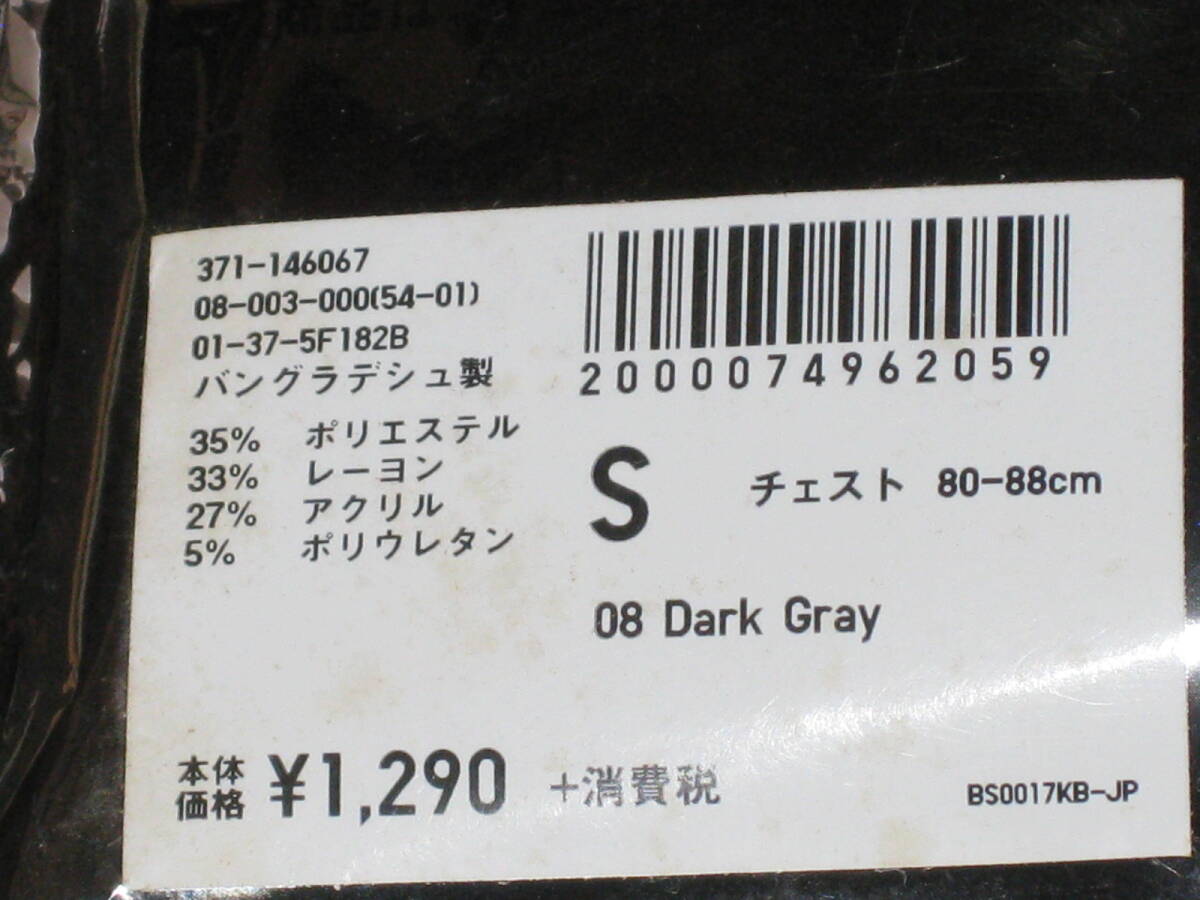 371-146067
08-003-000(54-01)
01-37-5F182B
バングラデシュ製
35% ポリエステル
33% レーヨン
27% アクリル
5% ポリウレタン
2000074962059
S チェスト 80-88cm
08 Dark Gray
本体価格 ¥1,290 +消費税
BS0017KB-JP